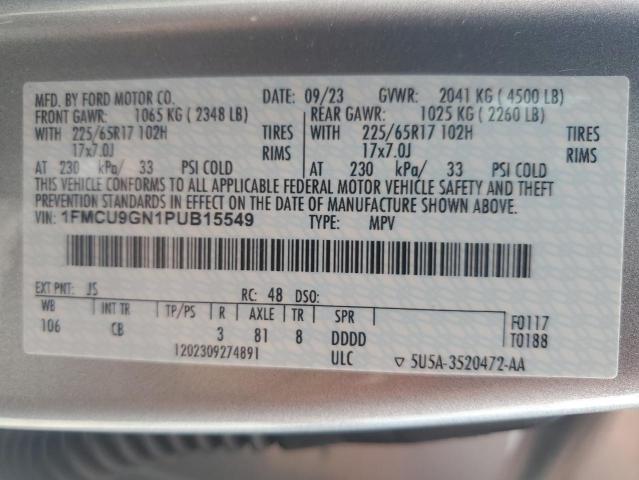 MFD. BY FORD MOTOR CO. DATE: 09/23 GVWR: 2041 KG ( 4500 LB)
FRONT GAWR: 1065 KG ( 2348 LB) REAR GAWR: 1025 KG ( 2260 LB)
WITH 225/65R17 102H TIRES WITH 225/65R17 102H TIRES
17x7.0J RIMS 17x7.0J RIMS
AT 230 kPa/ 33 PSI COLD AT 230 kPa/ 33 PSI COLD
THIS VEHICLE CONFORMS TO ALL APPLICABLE FEDERAL MOTOR VEHICLE SAFETY AND THEFT
PREVENTION STANDARDS IN EFFECT ON THE DATE OF MANUFACTURE SHOWN ABOVE.
VIN: 1FMCU9GN1PUB15549 TYPE: MPV
EXT PNT: JS RC: 48 DSO:
WB INT TR TP/PS R AXLE TR SPR
106 CB 3 81 8 DDDD
F0117
T0188
1202309274891 ULC ▽ 5U5A-3520472-AA